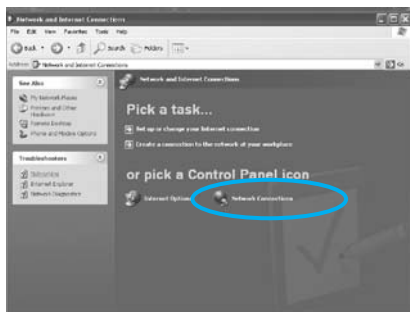 Network and Internet Connections
File Edit View Favorites Tools Help
Back Search Folders
Address Network and Internet Connections
See Also
My Network Places
Printers and Other
Hardware
Remote Desktop
Phone and Modem Options
Troubleshooters
Internet Explorer
Network Diagnostics
Network and Internet Connections
Pick a task...
Set up or change your Internet connection
Create a connection to the network at your workplace
or pick a Control Panel icon
Internet Options Network Connections